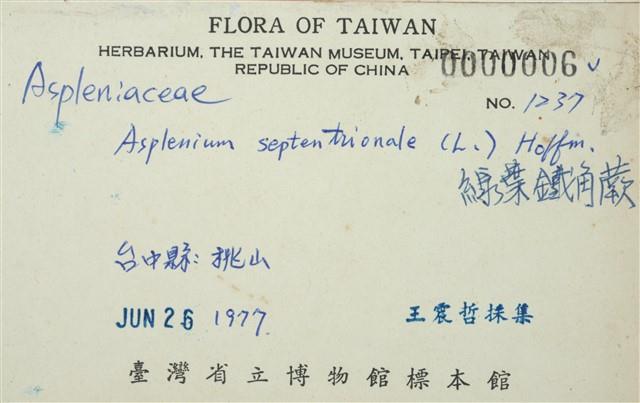 FLORA OF TAIWAN
HERBARIUM, THE TAIWAN MUSEUM, TAIPEI, TAIWAN
REPUBLIC OF CHINA
0000006
Aspleniaceae
NO. 1237
Asplenium septentrionale (L.) Hoffm.
線葉鐵角蕨
台中縣: 桃山
JUN 26 1977
王震哲採集
臺灣省立博物館標本館